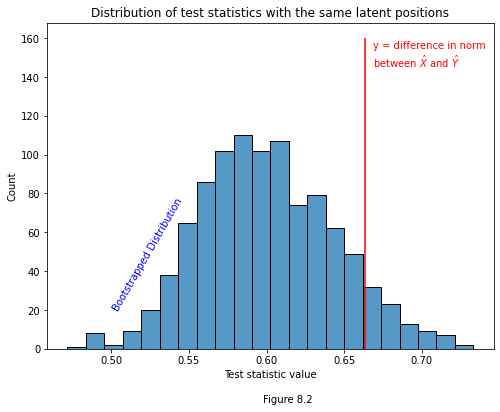 Distribution of test statistics with the same latent positions
160
140
120
100
80
60
40
20
0
Count
y = difference in norm
between X̂ and Ŷ
Bootstrapped Distribution
0.50 0.55 0.60 0.65 0.70
Test statistic value
Figure 8.2